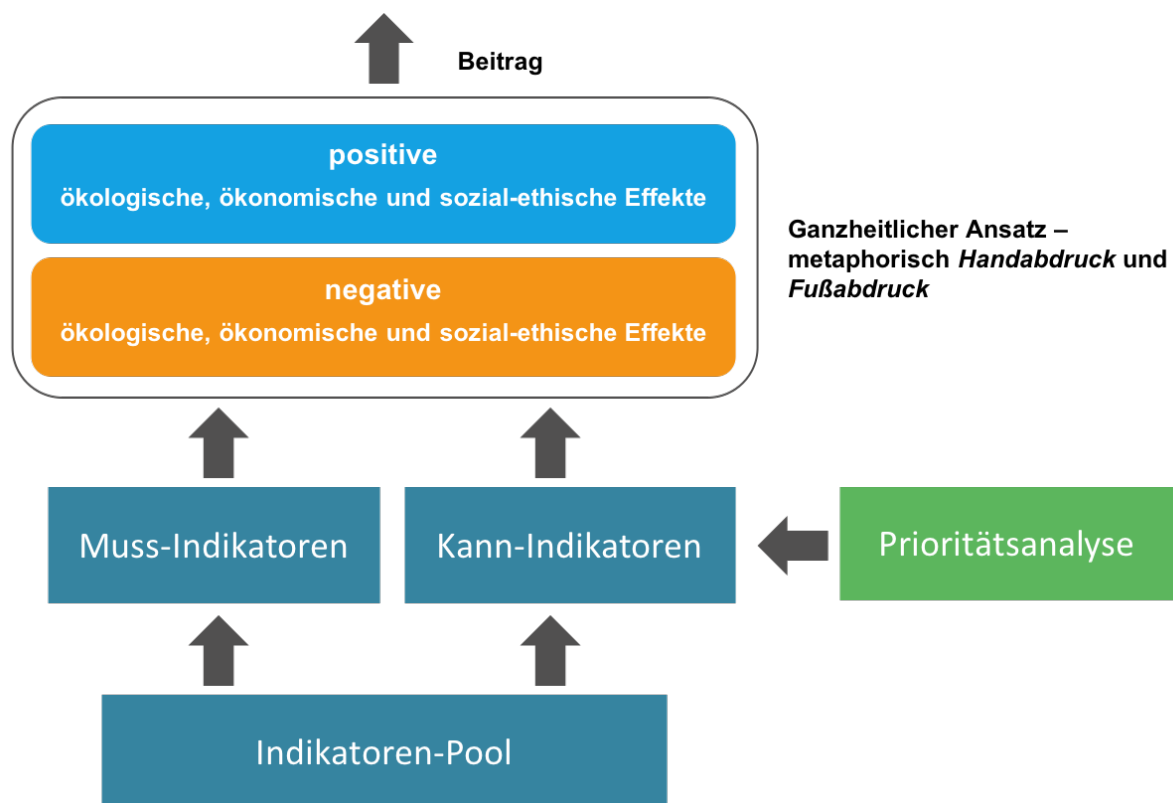 Beitrag
positive
ökologische, ökonomische und sozial-ethische Effekte
negative
ökologische, ökonomische und sozial-ethische Effekte
Ganzheitlicher Ansatz –
metaphorisch Handabdruck und
Fußabdruck
Muss-Indikatoren
Kann-Indikatoren
Prioritätsanalyse
Indikatoren-Pool